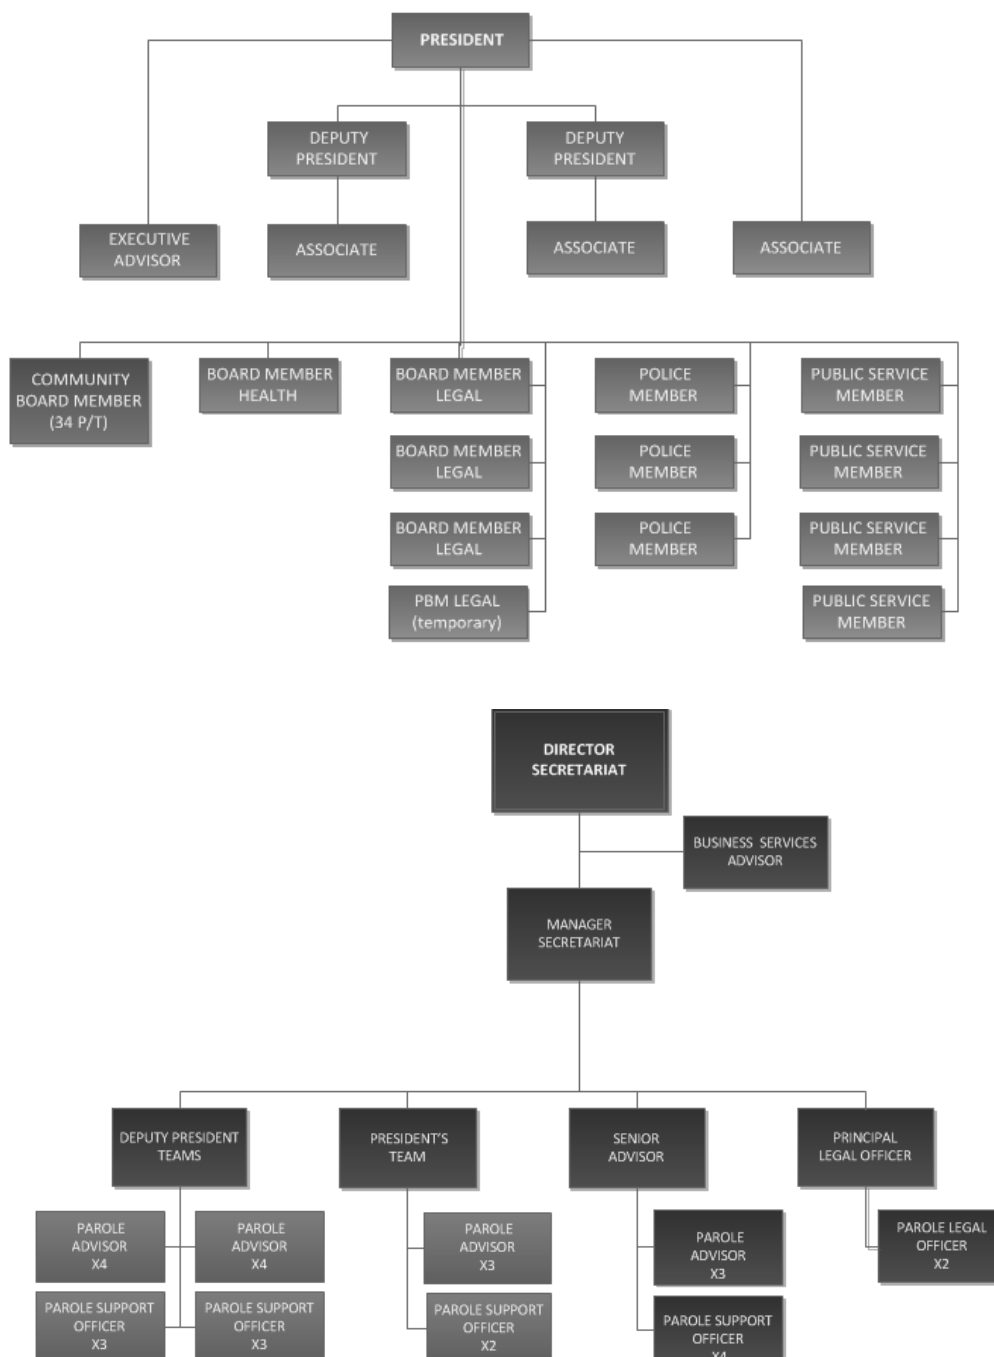 PRESIDENT
DEPUTY
PRESIDENT
DEPUTY
PRESIDENT
EXECUTIVE
ADVISOR
ASSOCIATE
ASSOCIATE
ASSOCIATE
COMMUNITY
BOARD MEMBER
(34 P/T)
BOARD MEMBER
HEALTH
BOARD MEMBER
LEGAL
POLICE
MEMBER
PUBLIC SERVICE
MEMBER
BOARD MEMBER
LEGAL
POLICE
MEMBER
PUBLIC SERVICE
MEMBER
BOARD MEMBER
LEGAL
POLICE
MEMBER
PUBLIC SERVICE
MEMBER
PBM LEGAL
(temporary)
PUBLIC SERVICE
MEMBER
DIRECTOR
SECRETARIAT
BUSINESS SERVICES
ADVISOR
MANAGER
SECRETARIAT
DEPUTY PRESIDENT
TEAMS
PRESIDENT'S
TEAM
SENIOR
ADVISOR
PRINCIPAL
LEGAL OFFICER
PAROLE
ADVISOR
X4
PAROLE
ADVISOR
X4
PAROLE
ADVISOR
X3
PAROLE
ADVISOR
X3
PAROLE LEGAL
OFFICER
X2
PAROLE SUPPORT
OFFICER
X3
PAROLE SUPPORT
OFFICER
X3
PAROLE SUPPORT
OFFICER
X2
PAROLE SUPPORT
OFFICER
X4